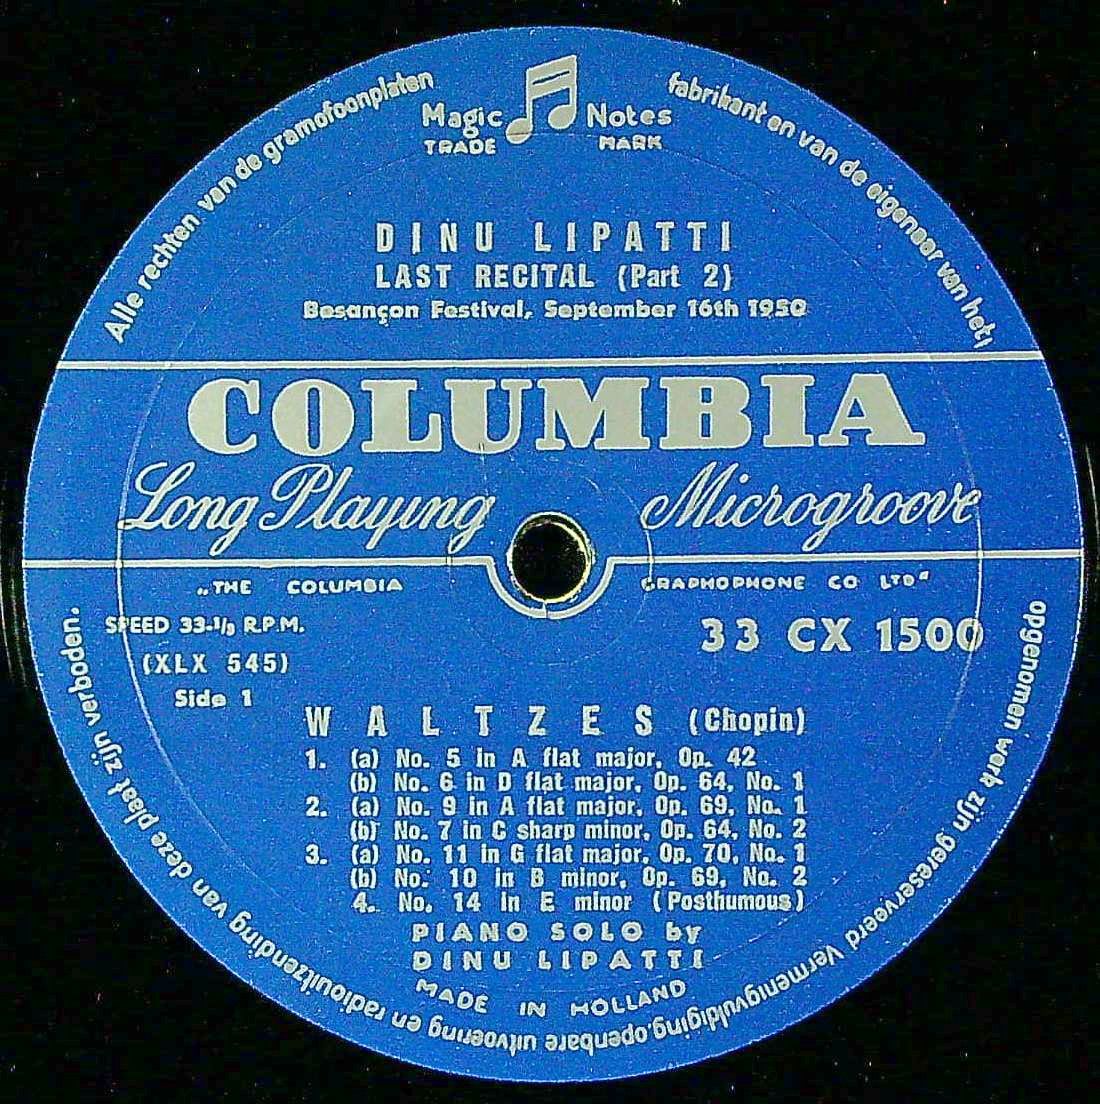 Alle rechten van de gramofoonplaten
fabrikant en van de eigenaar van het
opgenomen werk zijn gereserveerd Vermenigvuldiging.openbare uitvoering en radiouitzending van deze plaat zijn verboden.
Magic Notes
TRADE MARK
DINU LIPATTI
LAST RECITAL (Part 2)
Besançon Festival, September 16th 1950
COLUMBIA
Long Playing Microgroove
„THE COLUMBIA GRAPHOPHONE CO LTD"
SPEED 33-1/3 R.P.M.
33 CX 1500
(XLX 545)
Side 1
WALTZES (Chopin)
1. (a) No. 5 in A flat major, Op. 42
(b) No. 6 in D flat major, Op. 64, No. 1
2. (a) No. 9 in A flat major, Op. 69, No. 1
(b) No. 7 in C sharp minor, Op. 64, No. 2
3. (a) No. 11 in G flat major, Op. 70, No. 1
(b) No. 10 in B minor, Op. 69, No. 2
4. No. 14 in E minor (Posthumous)
PIANO SOLO by
DINU LIPATTI
MADE IN HOLLAND